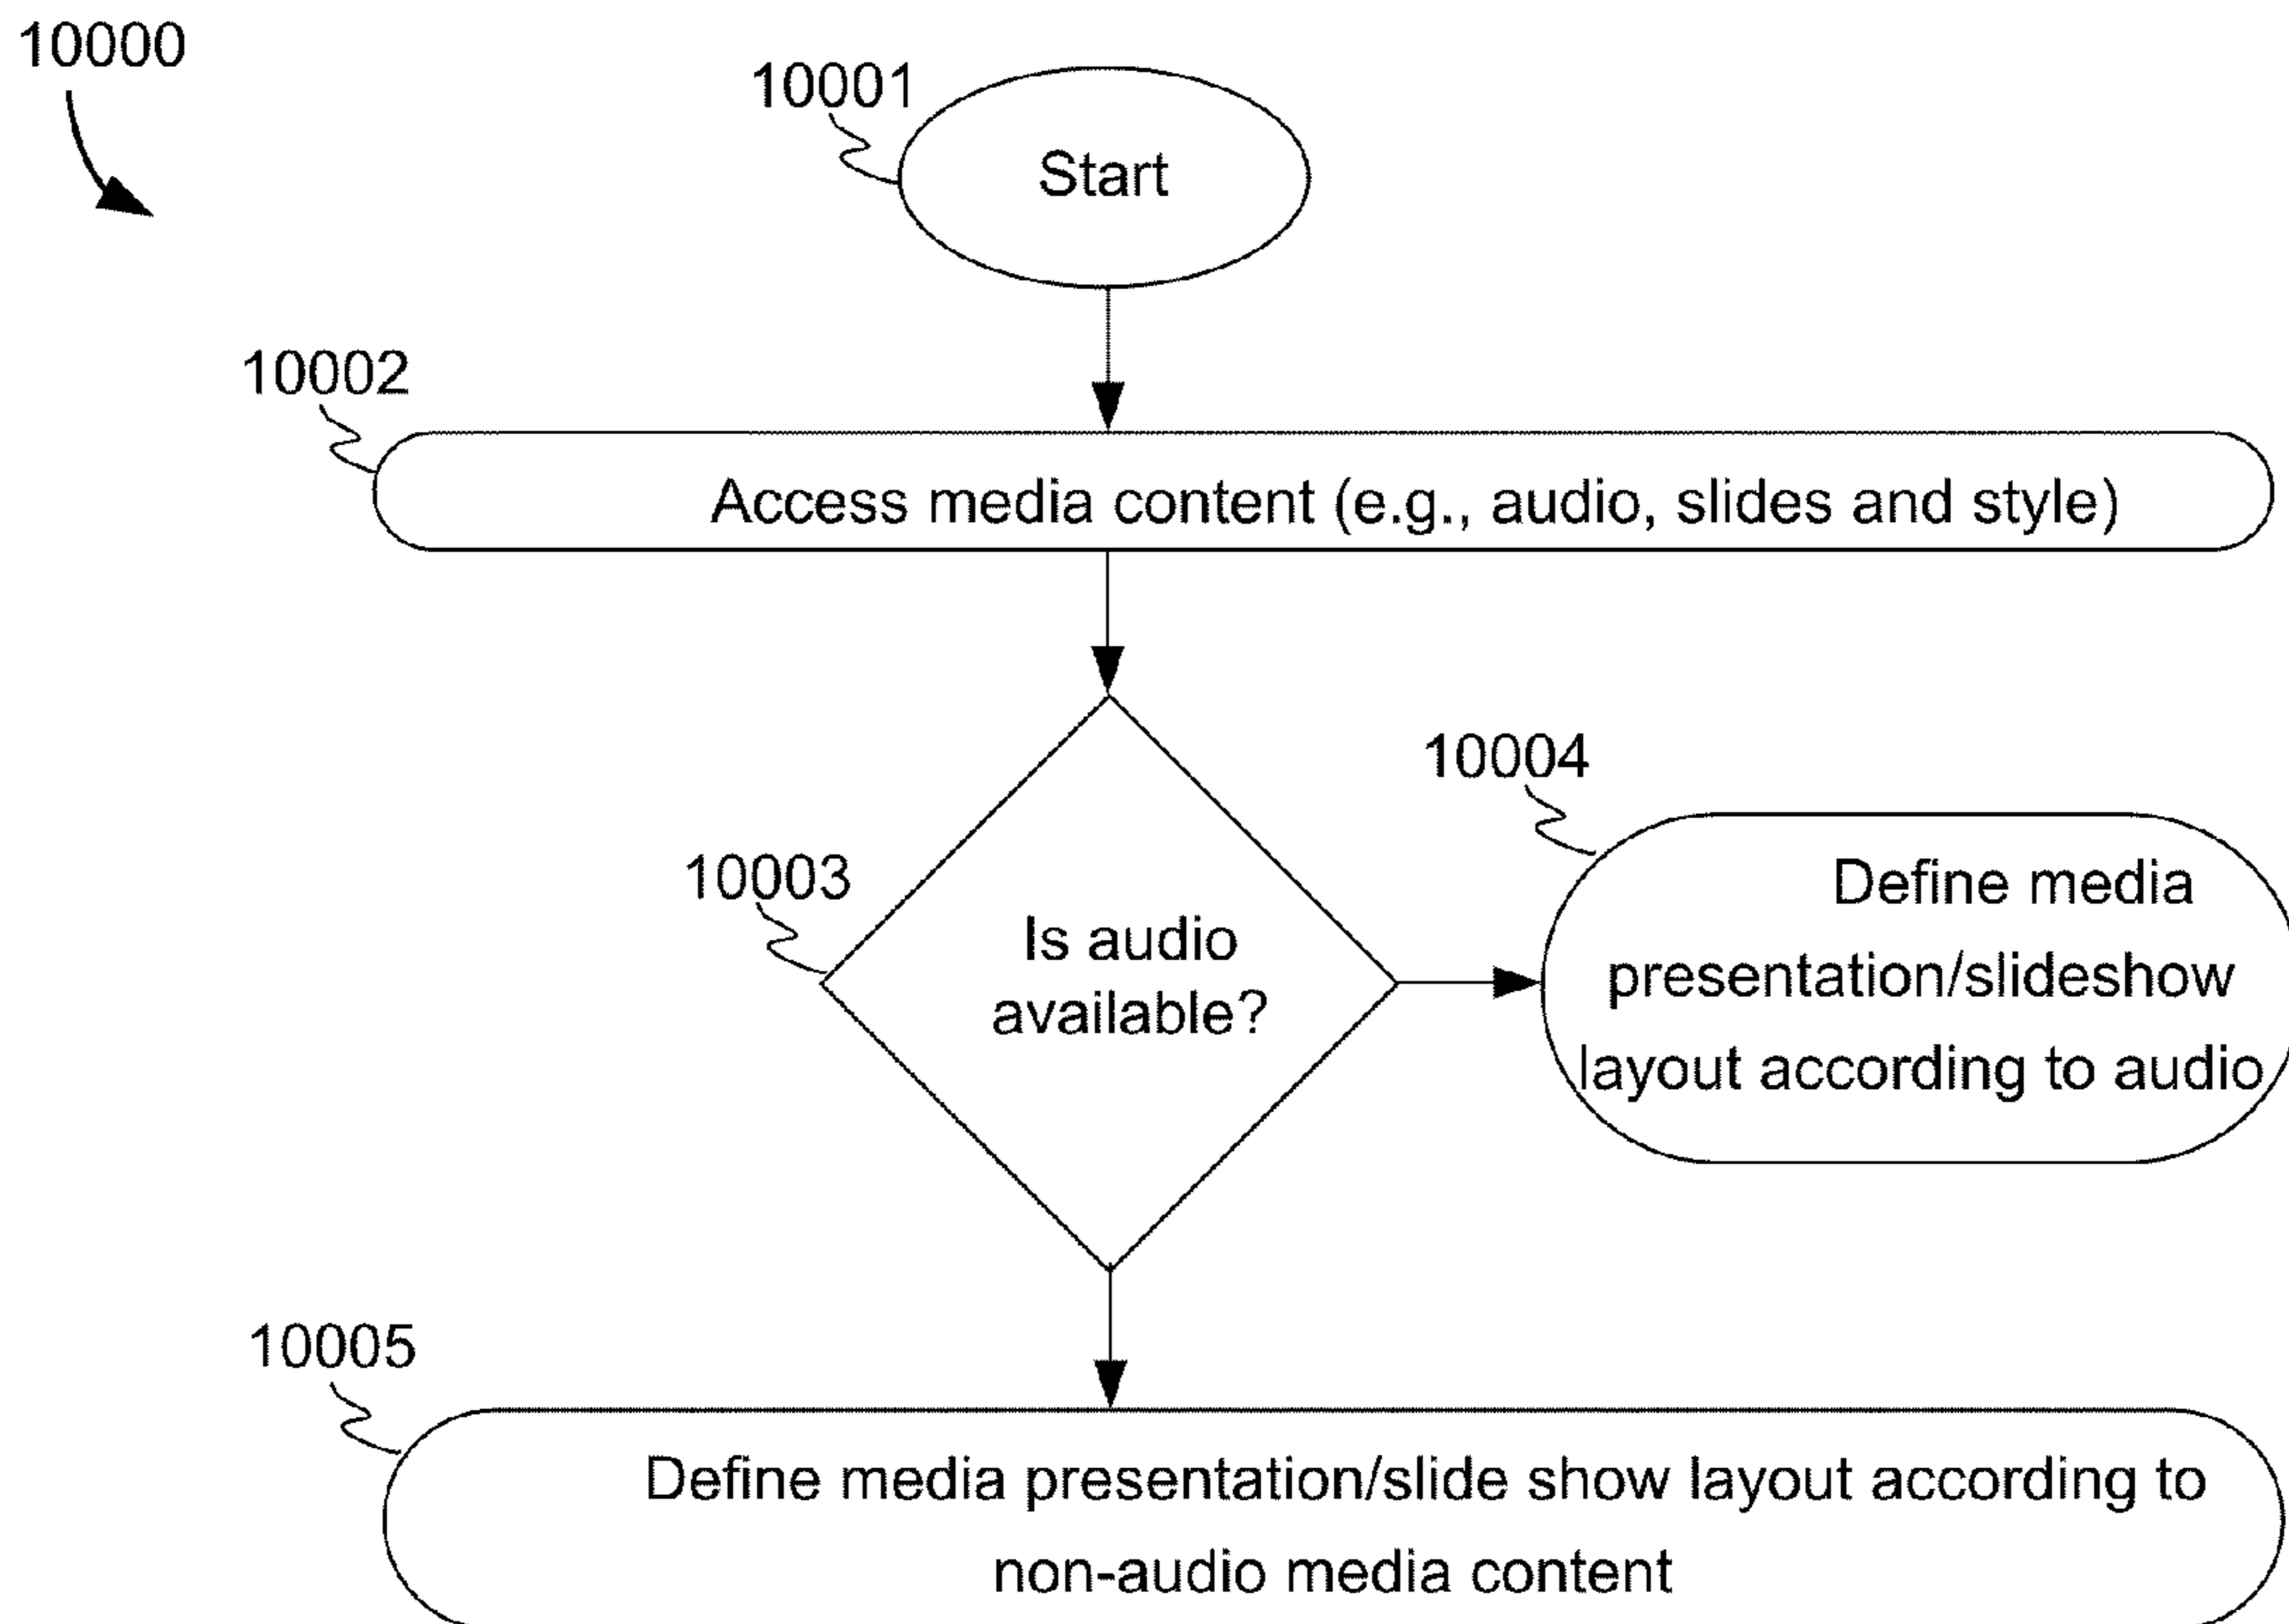 10000
10001
Start
10002
Access media content (e.g., audio, slides and style)
10003
Is audio
available?
10004
Define media
presentation/slideshow
layout according to audio
10005
Define media presentation/slide show layout according to
non-audio media content